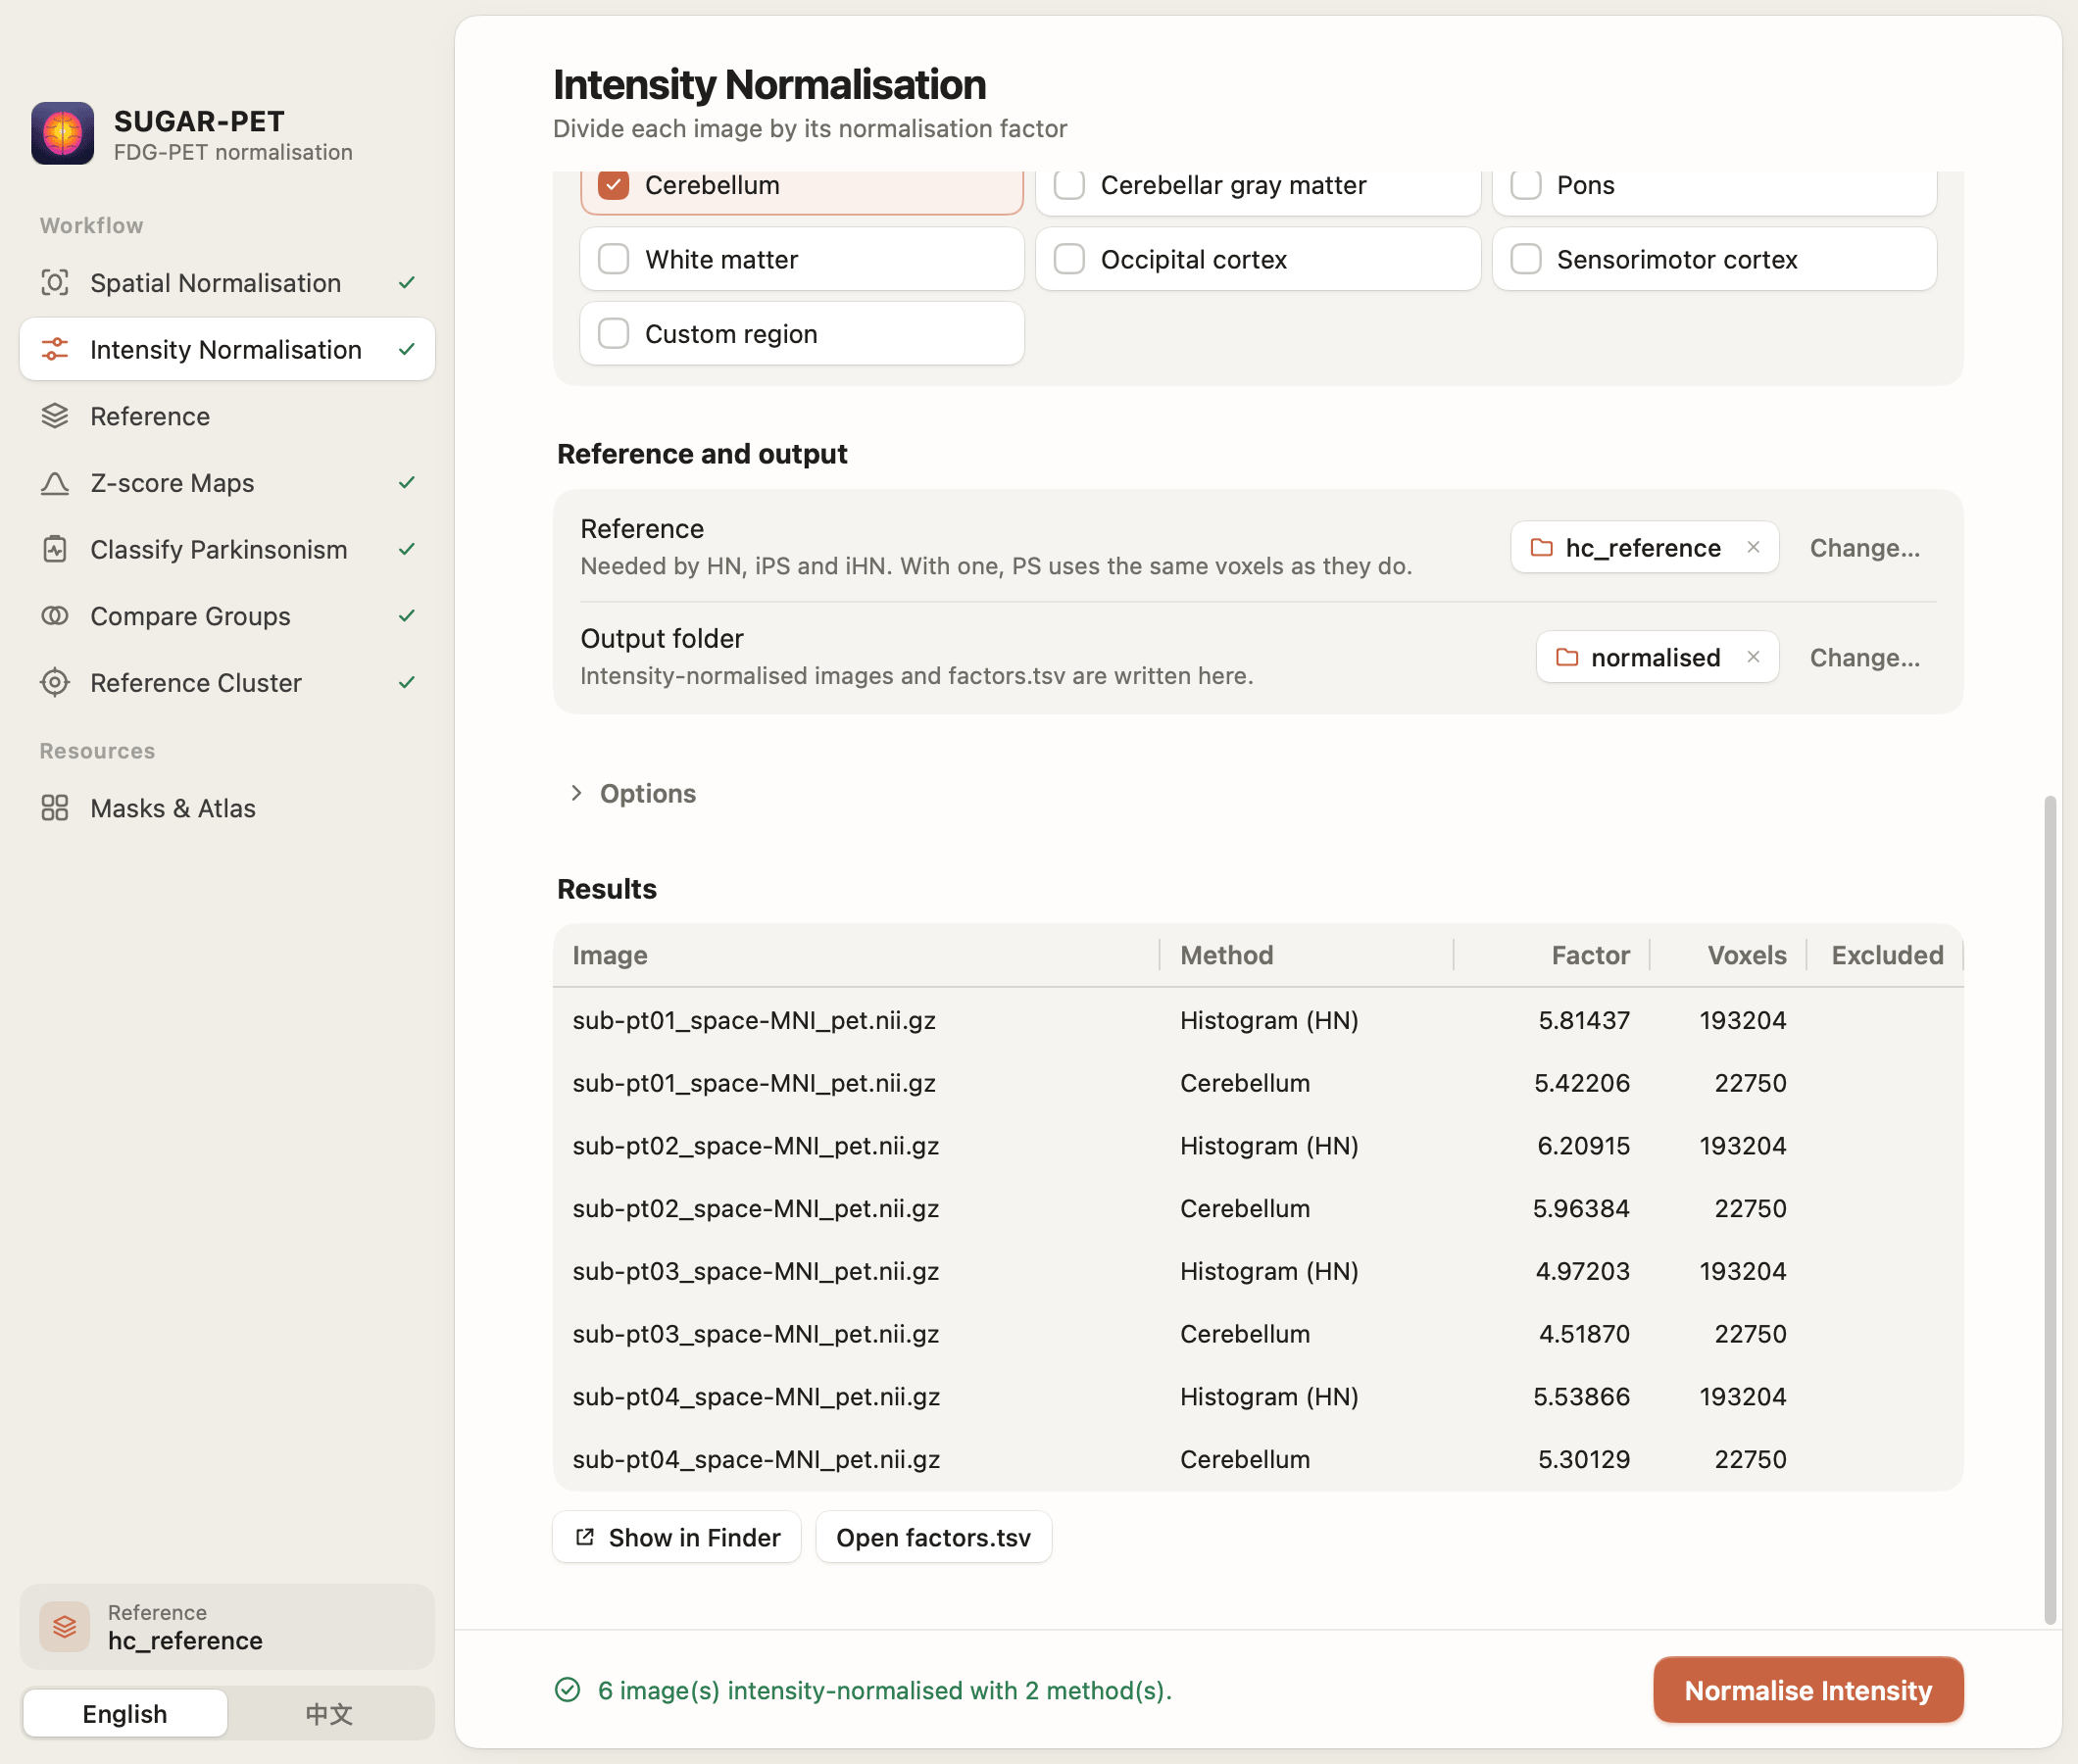 SUGAR-PET
FDG-PET normalisation
Workflow
Spatial Normalisation
Intensity Normalisation
Reference
Z-score Maps
Classify Parkinsonism
Compare Groups
Reference Cluster
Resources
Masks & Atlas
Reference
hc_reference
English
中文
Intensity Normalisation
Divide each image by its normalisation factor
Cerebellum
Cerebellar gray matter
Pons
White matter
Occipital cortex
Sensorimotor cortex
Custom region
Reference and output
Reference
Needed by HN, iPS and iHN. With one, PS uses the same voxels as they do.
hc_reference
Change...
Output folder
Intensity-normalised images and factors.tsv are written here.
normalised
Change...
Options
Results
Image Method Factor Voxels Excluded
sub-pt01_space-MNI_pet.nii.gz Histogram (HN) 5.81437 193204
sub-pt01_space-MNI_pet.nii.gz Cerebellum 5.42206 22750
sub-pt02_space-MNI_pet.nii.gz Histogram (HN) 6.20915 193204
sub-pt02_space-MNI_pet.nii.gz Cerebellum 5.96384 22750
sub-pt03_space-MNI_pet.nii.gz Histogram (HN) 4.97203 193204
sub-pt03_space-MNI_pet.nii.gz Cerebellum 4.51870 22750
sub-pt04_space-MNI_pet.nii.gz Histogram (HN) 5.53866 193204
sub-pt04_space-MNI_pet.nii.gz Cerebellum 5.30129 22750
Show in Finder
Open factors.tsv
6 image(s) intensity-normalised with 2 method(s).
Normalise Intensity